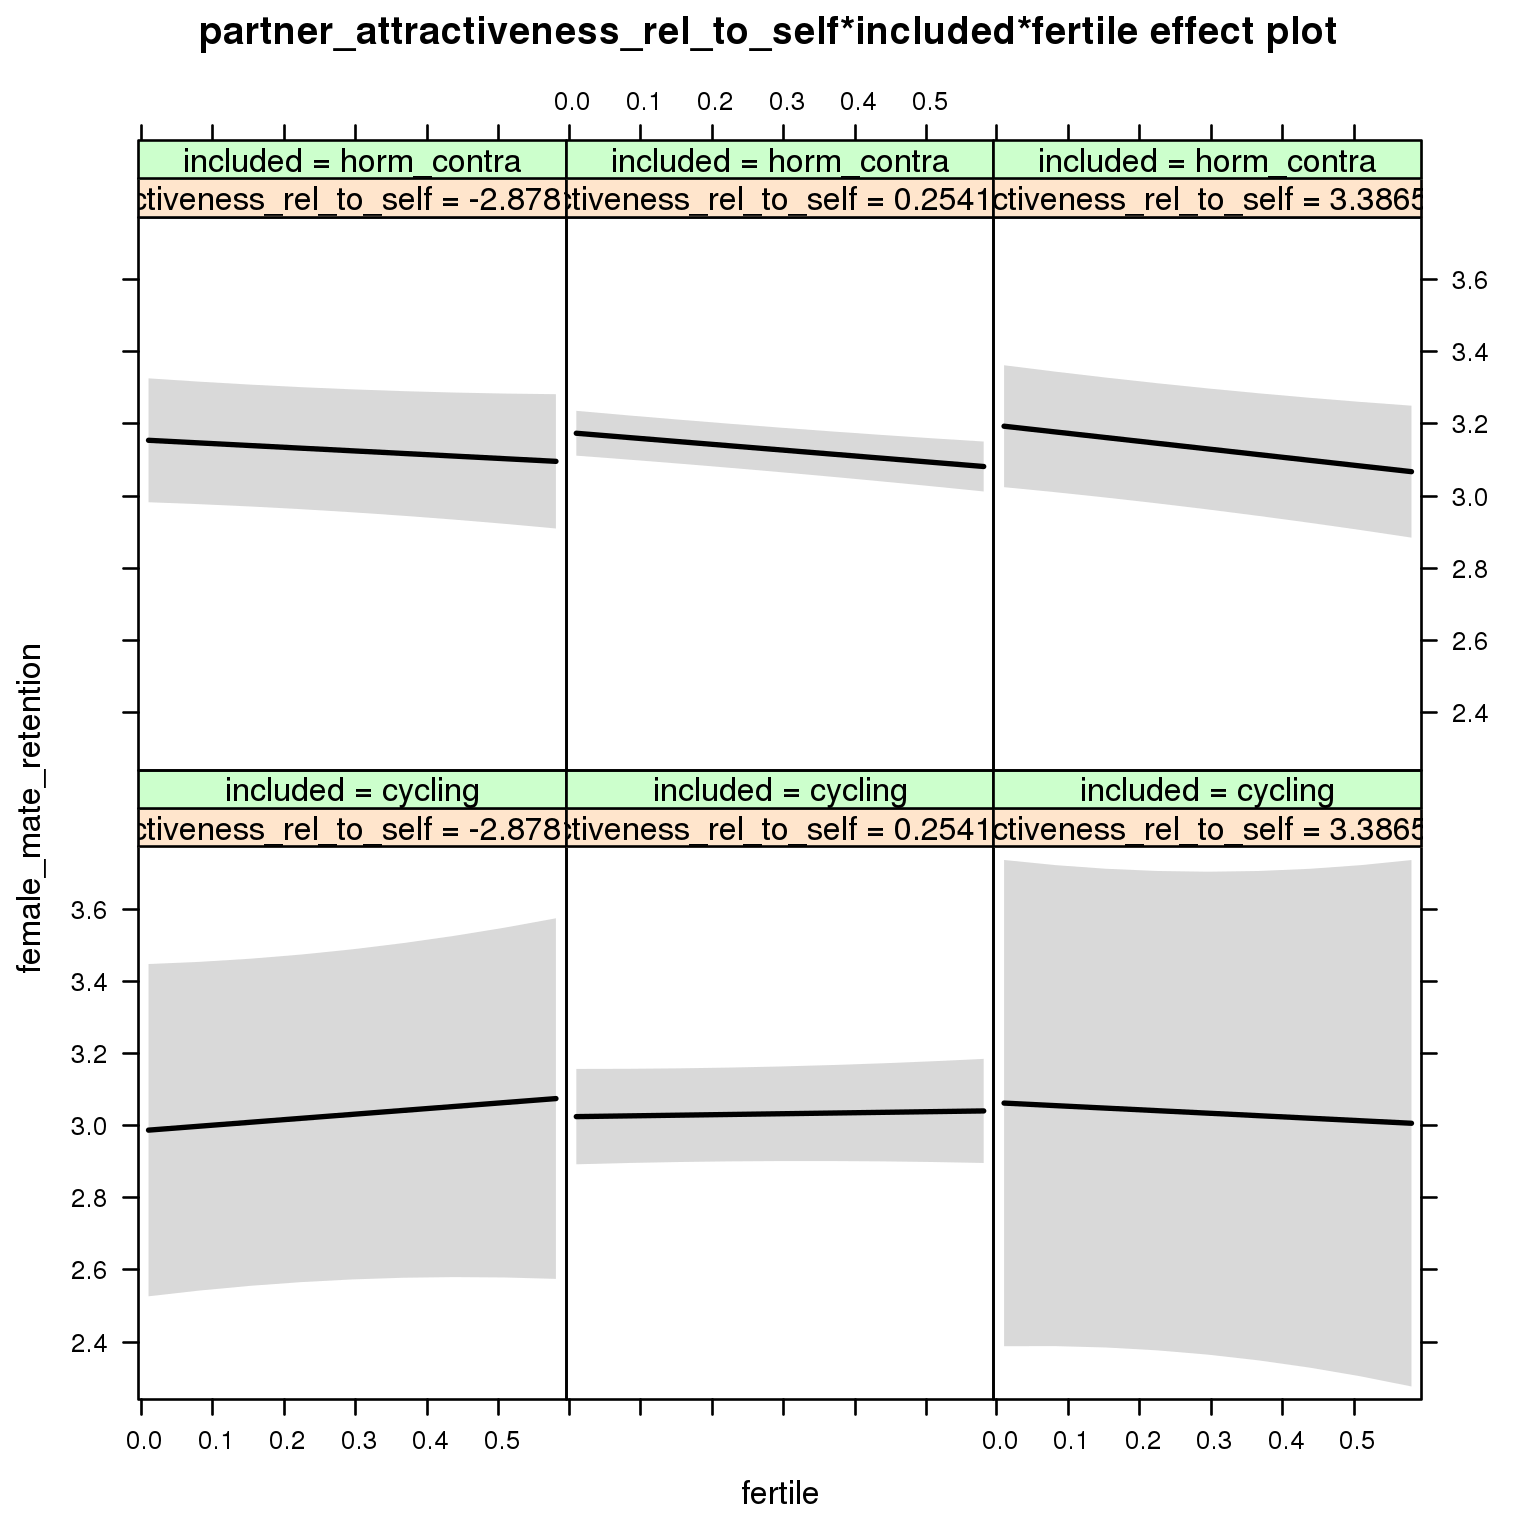 partner_attractiveness_rel_to_self*included*fertile effect plot
0.0 0.1 0.2 0.3 0.4 0.5
included = horm_contra included = horm_contra included = horm_contra
ctiveness_rel_to_self = -2.878 ctiveness_rel_to_self = 0.2541 ctiveness_rel_to_self = 3.3865
3.6
3.4
3.2
3.0
2.8
2.6
2.4
female_mate_retention
included = cycling included = cycling included = cycling
ctiveness_rel_to_self = -2.878 ctiveness_rel_to_self = 0.2541 ctiveness_rel_to_self = 3.3865
3.6
3.4
3.2
3.0
2.8
2.6
2.4
0.0 0.1 0.2 0.3 0.4 0.5 0.0 0.1 0.2 0.3 0.4 0.5
fertile